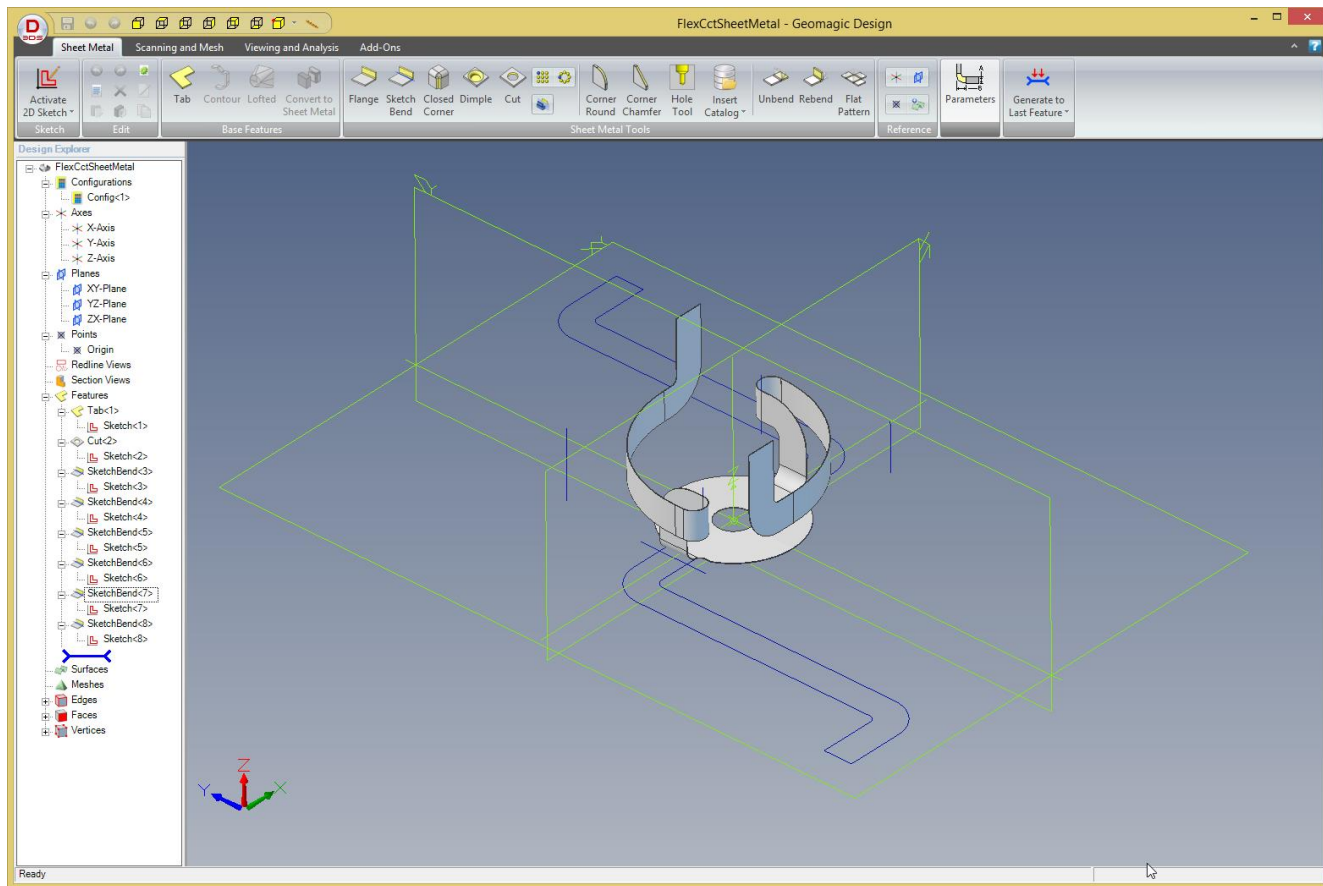 FlexCctSheetMetal - Geomagic Design
D
3DS
Sheet Metal Scanning and Mesh Viewing and Analysis Add-Ons
Activate 2D Sketch
Tab Contour Lofted Convert to Sheet Metal
Flange Sketch Bend Closed Corner Dimple Cut Corner Round Corner Chamfer Hole Tool Insert Catalog Unbend Rebend Flat Pattern
Parameters
Generate to Last Feature
Sketch Edit Base Features Sheet Metal Tools Reference
Design Explorer
FlexCctSheetMetal
Configurations
Config<1>
Axes
X-Axis
Y-Axis
Z-Axis
Planes
XY-Plane
YZ-Plane
ZX-Plane
Points
Origin
Redline Views
Section Views
Features
Tab<1>
Sketch<1>
Cut<2>
Sketch<2>
SketchBend<3>
Sketch<3>
SketchBend<4>
Sketch<4>
SketchBend<5>
Sketch<5>
SketchBend<6>
Sketch<6>
SketchBend<7>
Sketch<7>
SketchBend<8>
Sketch<8>
Surfaces
Meshes
Edges
Faces
Vertices
Z
Y
X
Ready